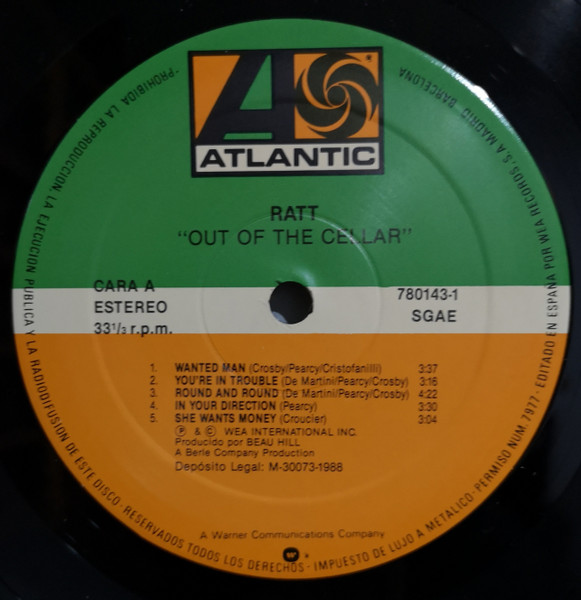 ATLANTIC
RATT
"OUT OF THE CELLAR"
CARA A
ESTEREO
33¹/₃ r.p.m.
780143-1
SGAE
1. WANTED MAN (Crosby/Pearcy/Cristofanilli) 3:37
2. YOU'RE IN TROUBLE (De Martini/Pearcy/Crosby) 3:16
3. ROUND AND ROUND (De Martini/Pearcy/Crosby) 4:22
4. IN YOUR DIRECTION (Pearcy) 3:30
5. SHE WANTS MONEY (Croucier) 3:04
Ⓟ & © WEA INTERNATIONAL INC.
Producido por BEAU HILL
A Berle Company Production
Depósito Legal: M-30073-1988
A Warner Communications Company
PROHIBIDA LA REPRODUCCION, LA EJECUCION PUBLICA Y LA RADIODIFUSION DE ESTE DISCO · RESERVADOS TODOS LOS DERECHOS · IMPUESTO DE LUJO A METALICO · PERMISO NUM. 7977 · EDITADO EN ESPAÑA POR WEA RECORDS, S.A. MADRID BARCELONA